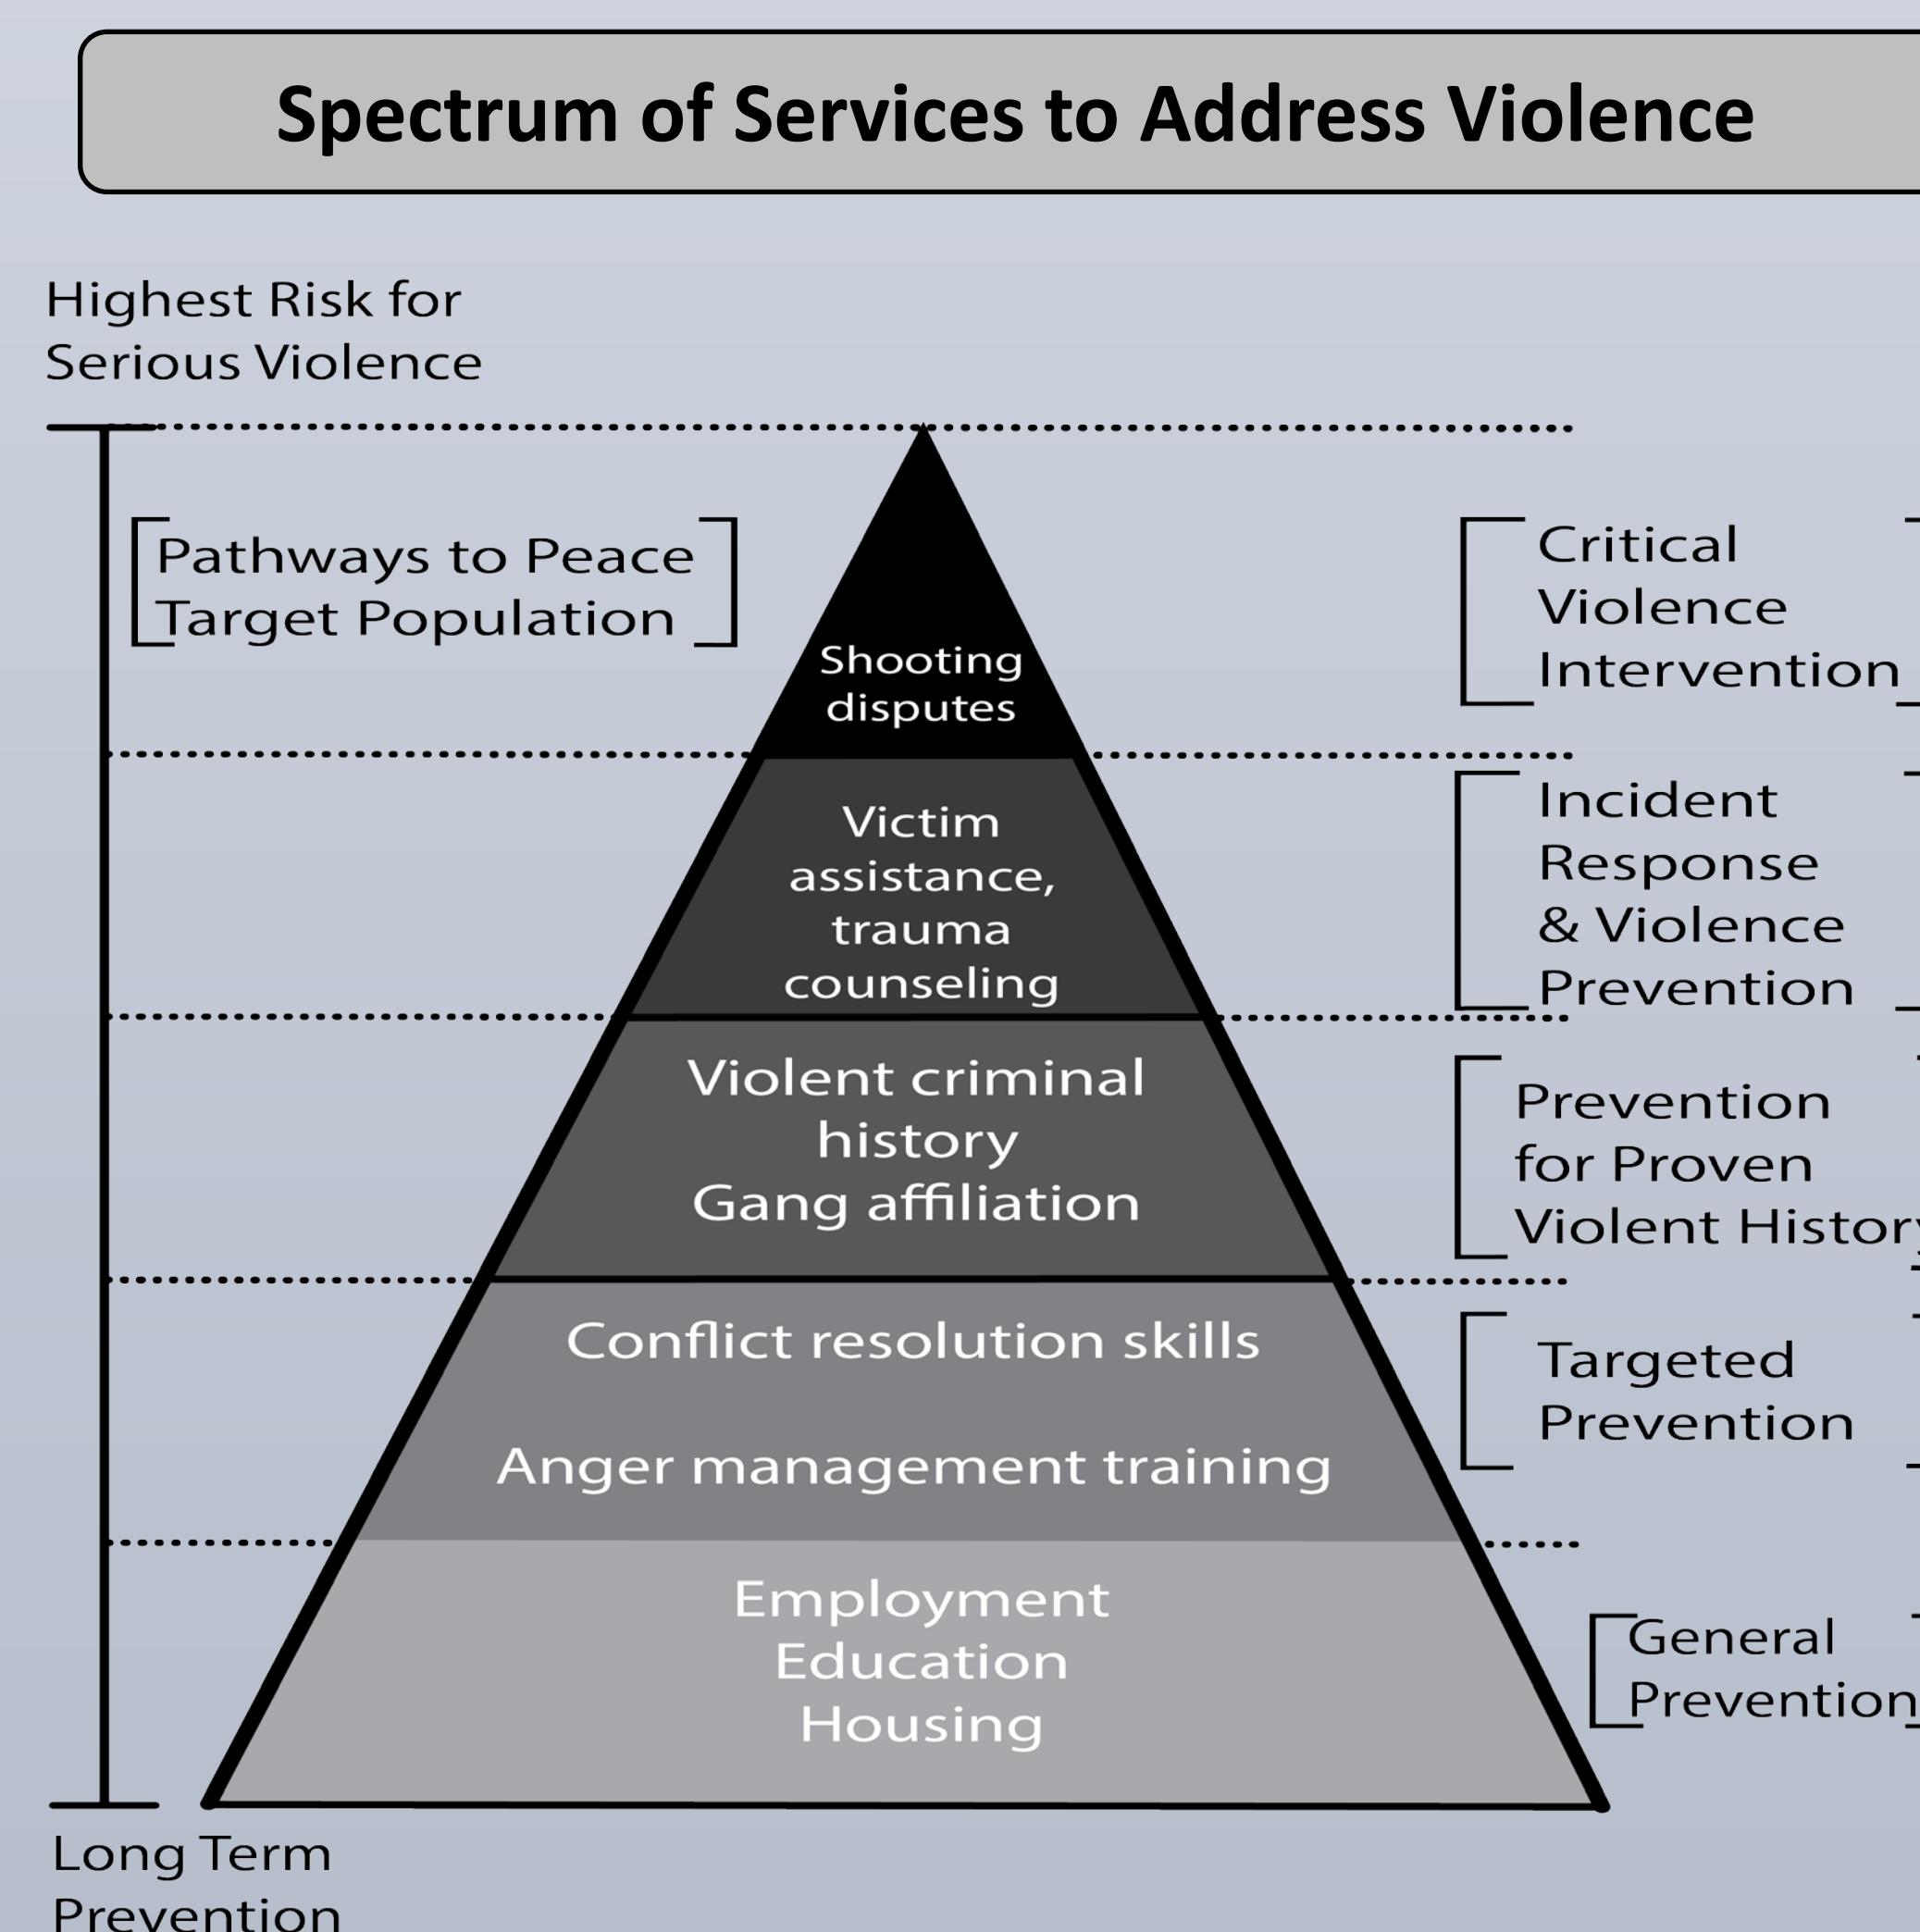 Spectrum of Services to Address Violence
Highest Risk for
Serious Violence
Pathways to Peace
Target Population
Shooting
disputes
Critical
Violence
Intervention
Victim
assistance,
trauma
counseling
Incident
Response
& Violence
Prevention
Violent criminal
history
Gang affiliation
Prevention
for Proven
Violent History
Conflict resolution skills
Anger management training
Targeted
Prevention
Employment
Education
Housing
General
Prevention
Long Term
Prevention